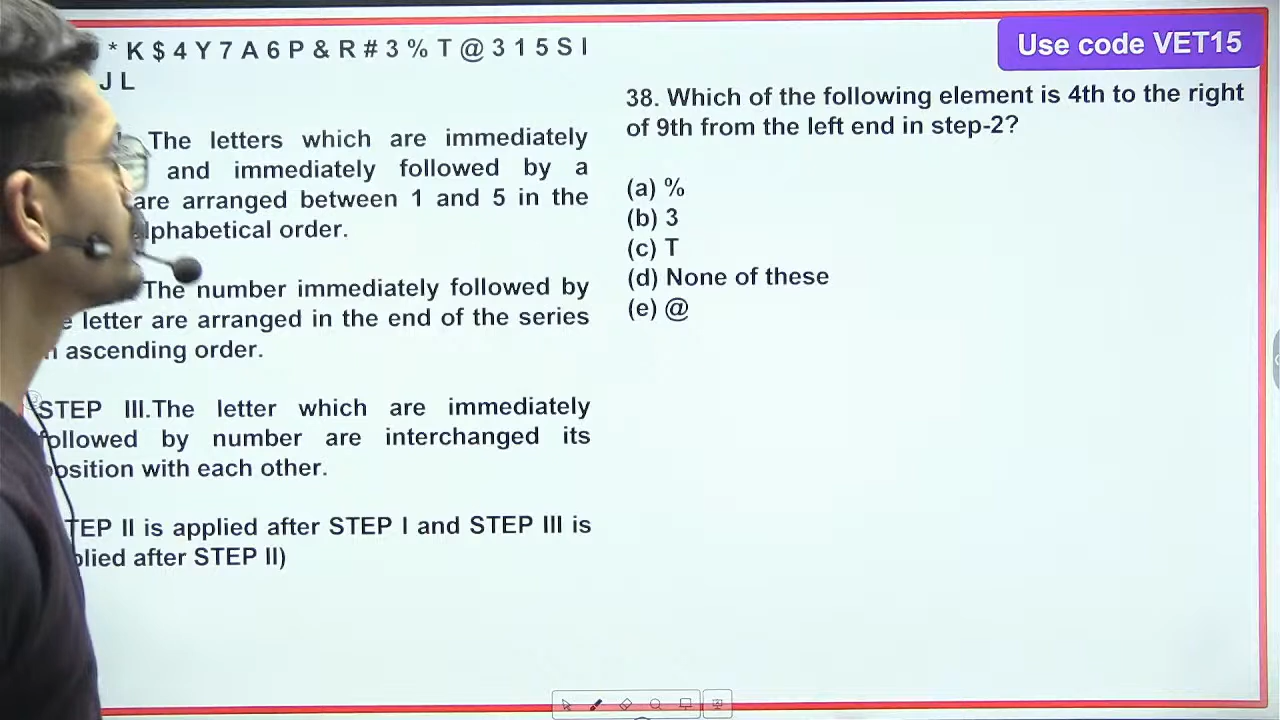 * K $ 4 Y 7 A 6 P & R # 3 % T @ 3 1 5 S I
J L
The letters which are immediately
and immediately followed by a
are arranged between 1 and 5 in the
order.
The number immediately followed by
letter are arranged in the end of the series
ascending order.
STEP III.The letter which are immediately
followed by number are interchanged its
position with each other.
II is applied after STEP I and STEP III is
after STEP II)
Use code VET15
38. Which of the following element is 4th to the right
of 9th from the left end in step-2?
(a) %
(b) 3
(c) T
(d) None of these
(e) @